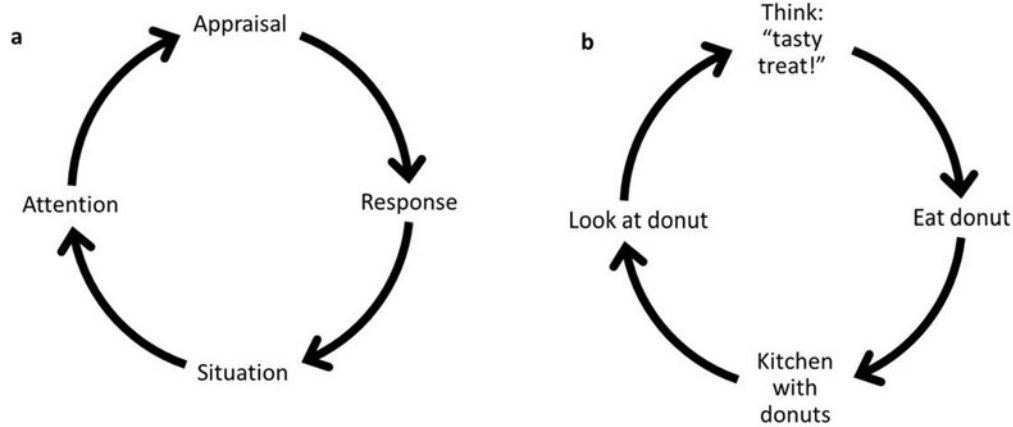 a
Appraisal
Attention
Response
Situation
b
Think:
“tasty
treat!”
Look at donut
Eat donut
Kitchen
with
donuts